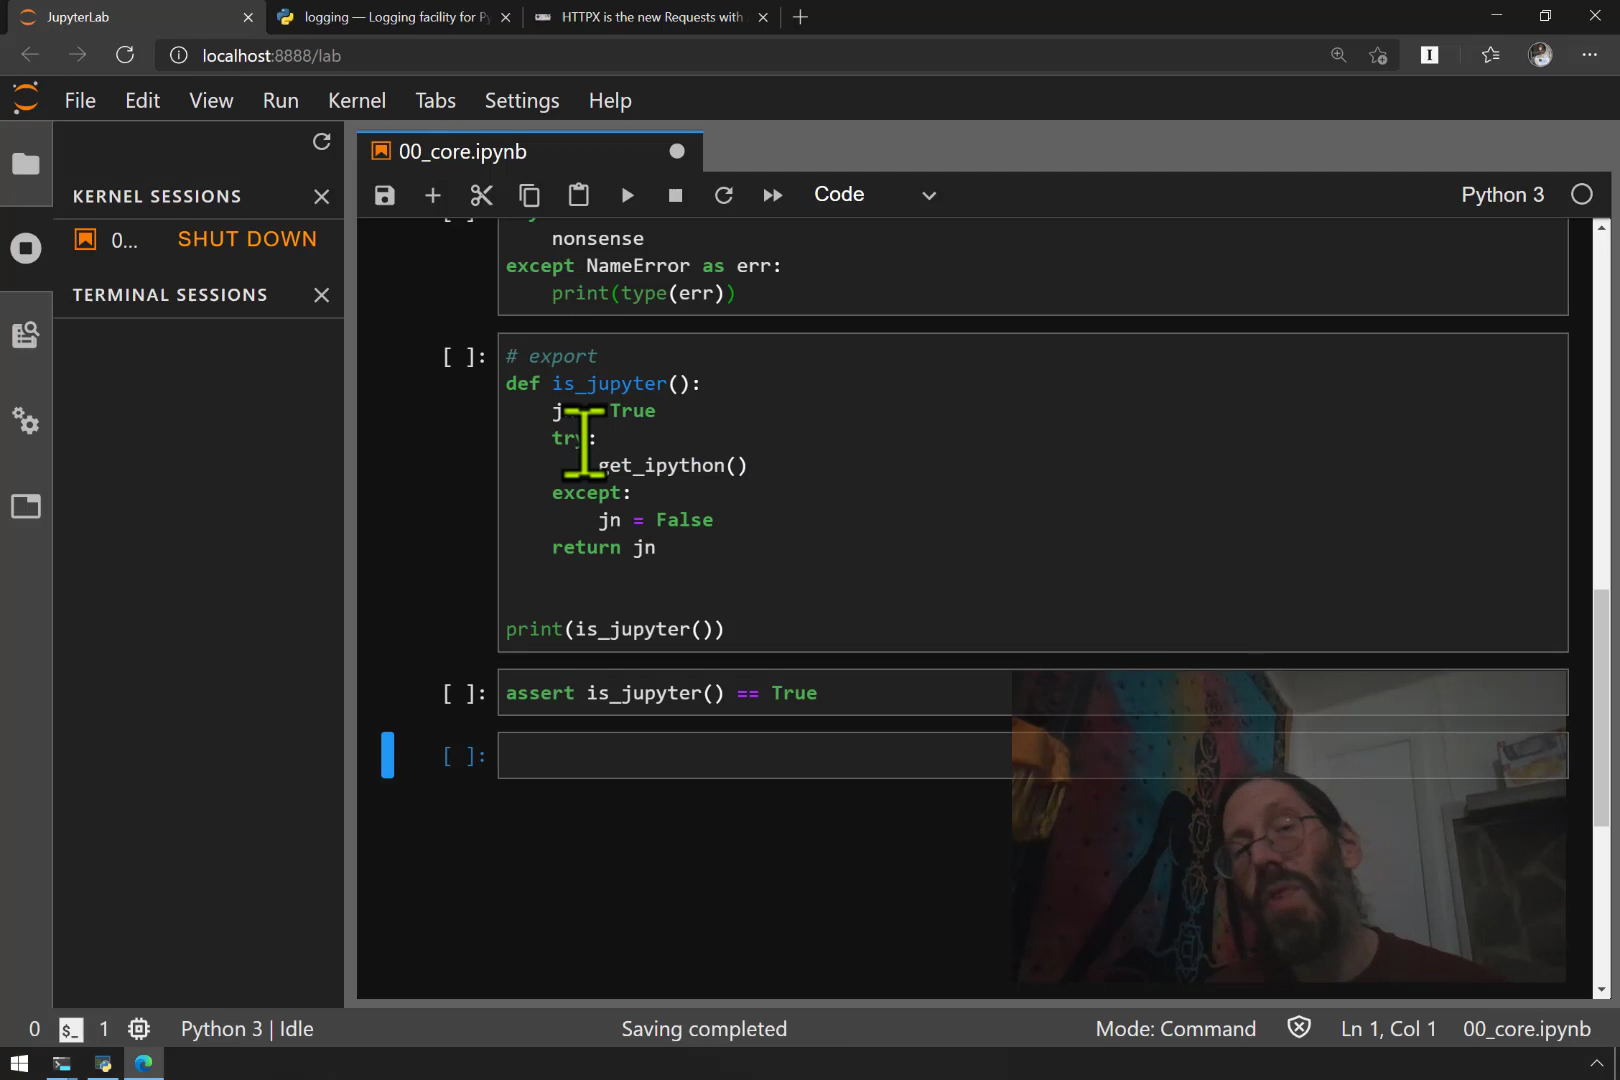 JupyterLab
logging — Logging facility for Py
HTTPX is the new Requests with
localhost:8888/lab
File Edit View Run Kernel Tabs Settings Help
KERNEL SESSIONS
0... SHUT DOWN
TERMINAL SESSIONS
00_core.ipynb
Code
Python 3
nonsense
except NameError as err:
print(type(err))
[ ]: # export
def is_jupyter():
True
try:
get_ipython()
except:
jn = False
return jn
print(is_jupyter())
[ ]: assert is_jupyter() == True
[ ]:
0 $_ 1 Python 3 | Idle Saving completed Mode: Command Ln 1, Col 1 00_core.ipynb